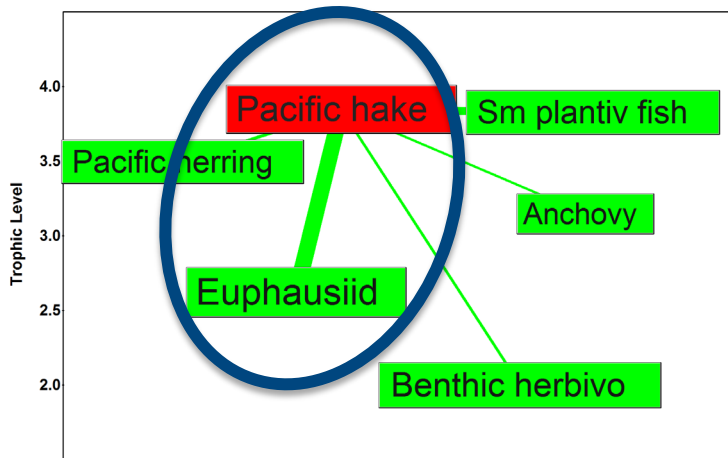 4.0
Pacific hake
Sm plantiv fish
Pacific herring
3.5
Anchovy
3.0
Trophic Level
Euphausiid
2.5
Benthic herbivo
2.0